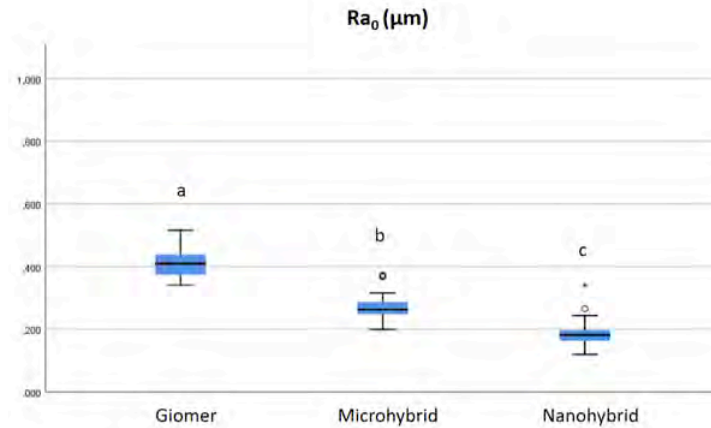 Ra₀ (μm)
1,000
,800
,600
,400
,200
,000
a
b
c
Giomer Microhybrid Nanohybrid